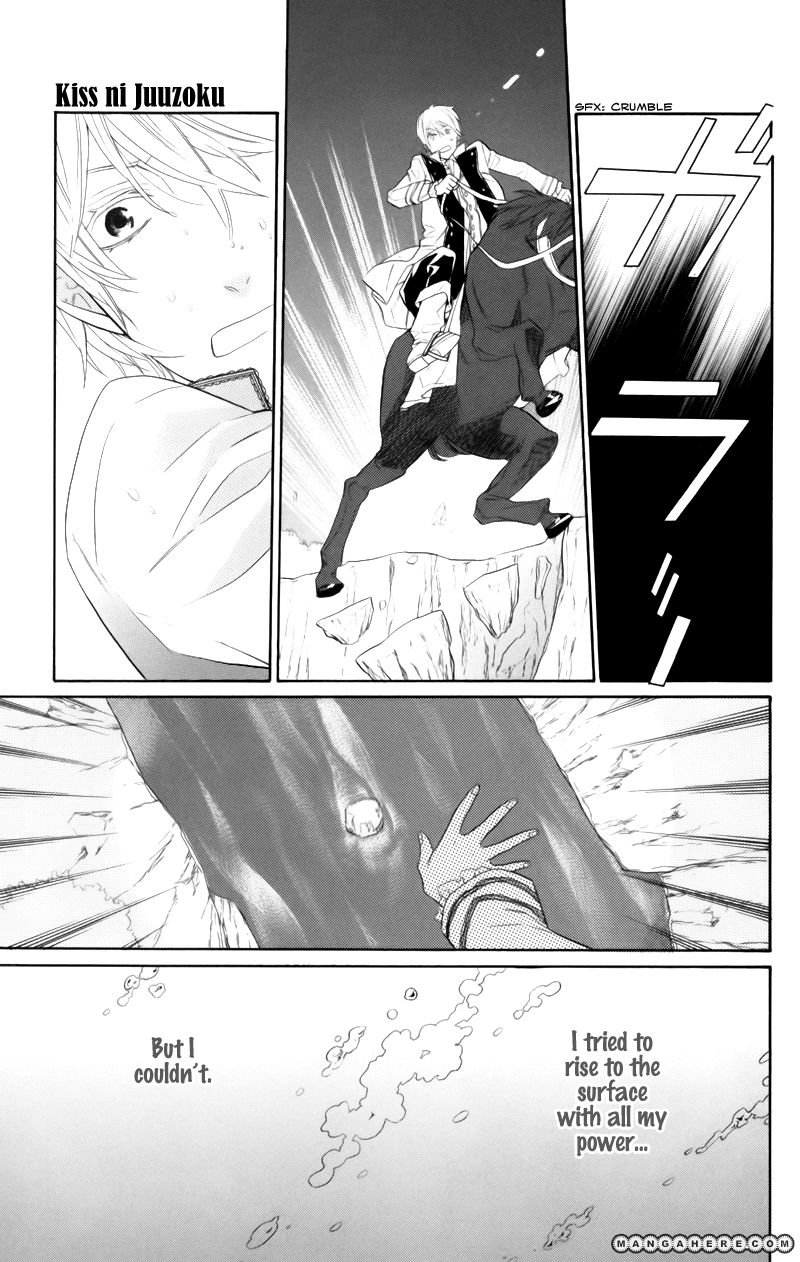 Kiss ni Juuzoku
SFX: CRUMBLE
ガラッ
I tried to
rise to the
surface
with all my
power...
But I
couldn't.
MANGAHERE.COM